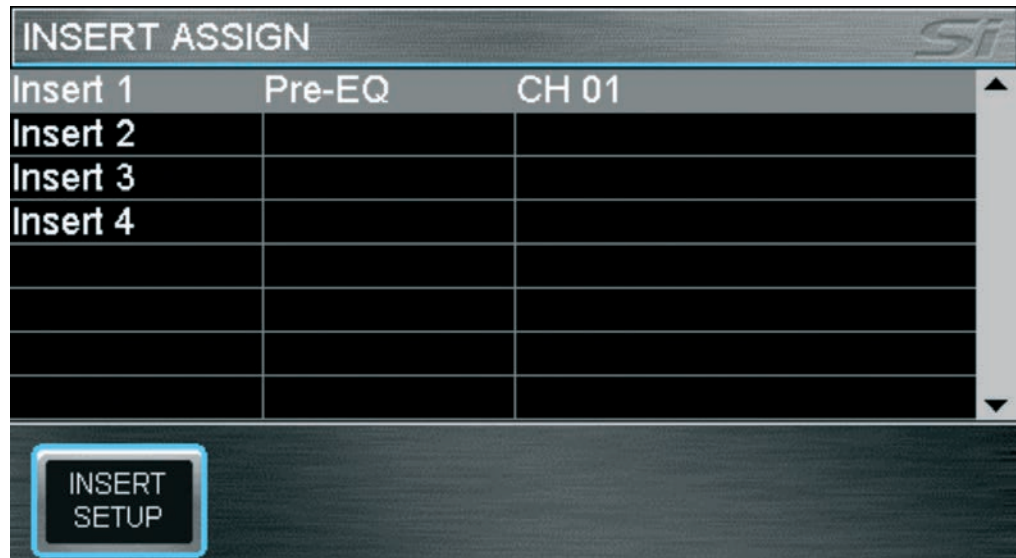 INSERT ASSIGN Si
Insert 1 Pre-EQ CH 01
Insert 2
Insert 3
Insert 4
INSERT
SETUP